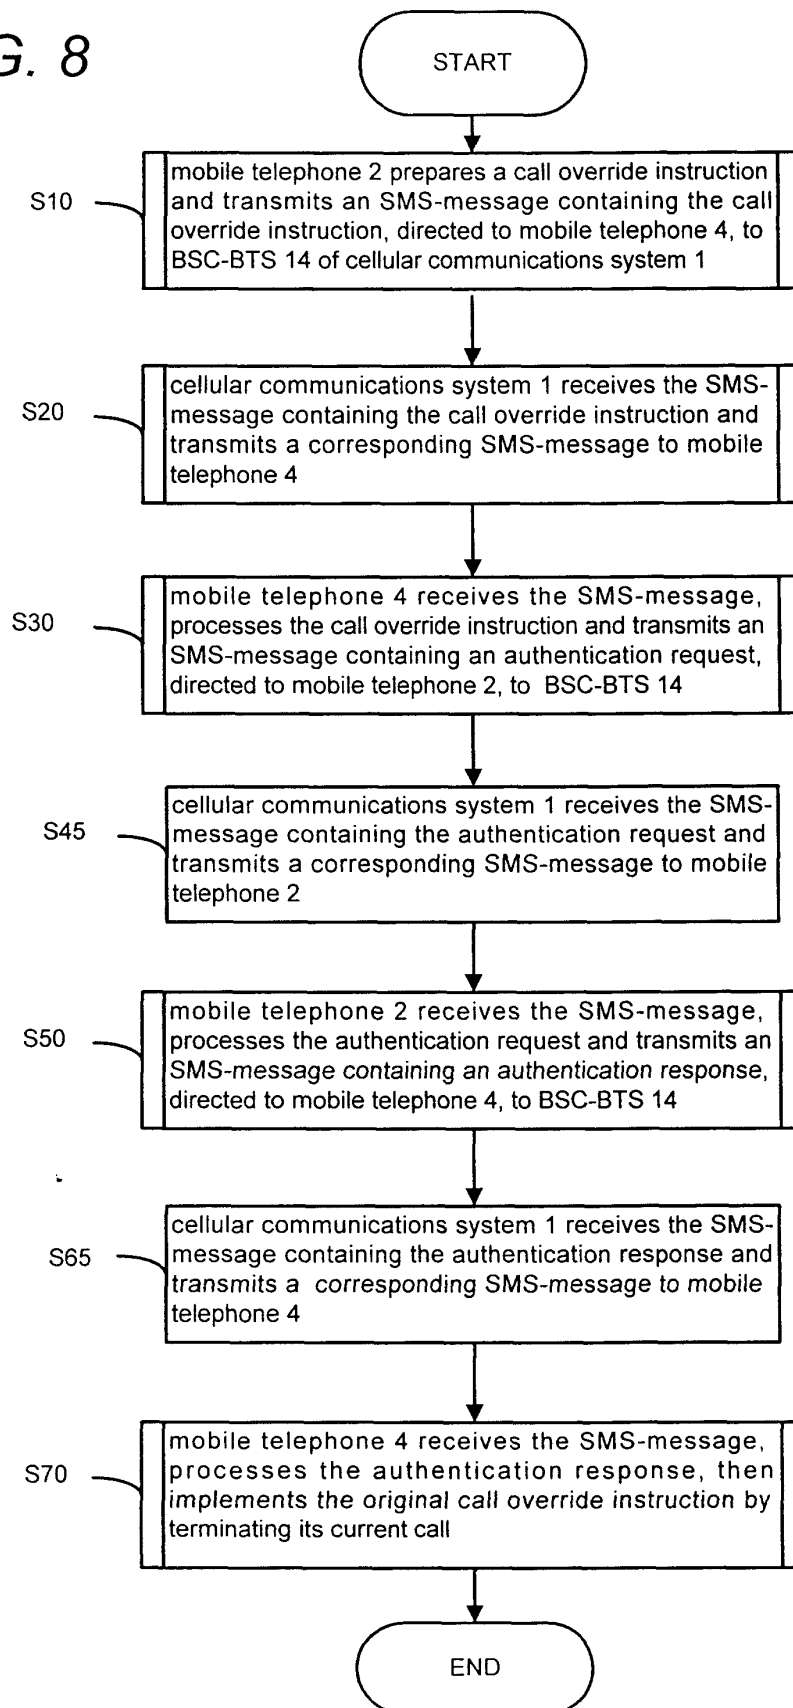 G. 8
START
S10
mobile telephone 2 prepares a call override instruction
and transmits an SMS-message containing the call
override instruction, directed to mobile telephone 4, to
BSC-BTS 14 of cellular communications system 1
S20
cellular communications system 1 receives the SMS-
message containing the call override instruction and
transmits a corresponding SMS-message to mobile
telephone 4
S30
mobile telephone 4 receives the SMS-message,
processes the call override instruction and transmits an
SMS-message containing an authentication request,
directed to mobile telephone 2, to BSC-BTS 14
S45
cellular communications system 1 receives the SMS-
message containing the authentication request and
transmits a corresponding SMS-message to mobile
telephone 2
S50
mobile telephone 2 receives the SMS-message,
processes the authentication request and transmits an
SMS-message containing an authentication response,
directed to mobile telephone 4, to BSC-BTS 14
S65
cellular communications system 1 receives the SMS-
message containing the authentication response and
transmits a corresponding SMS-message to mobile
telephone 4
S70
mobile telephone 4 receives the SMS-message,
processes the authentication response, then
implements the original call override instruction by
terminating its current call
END